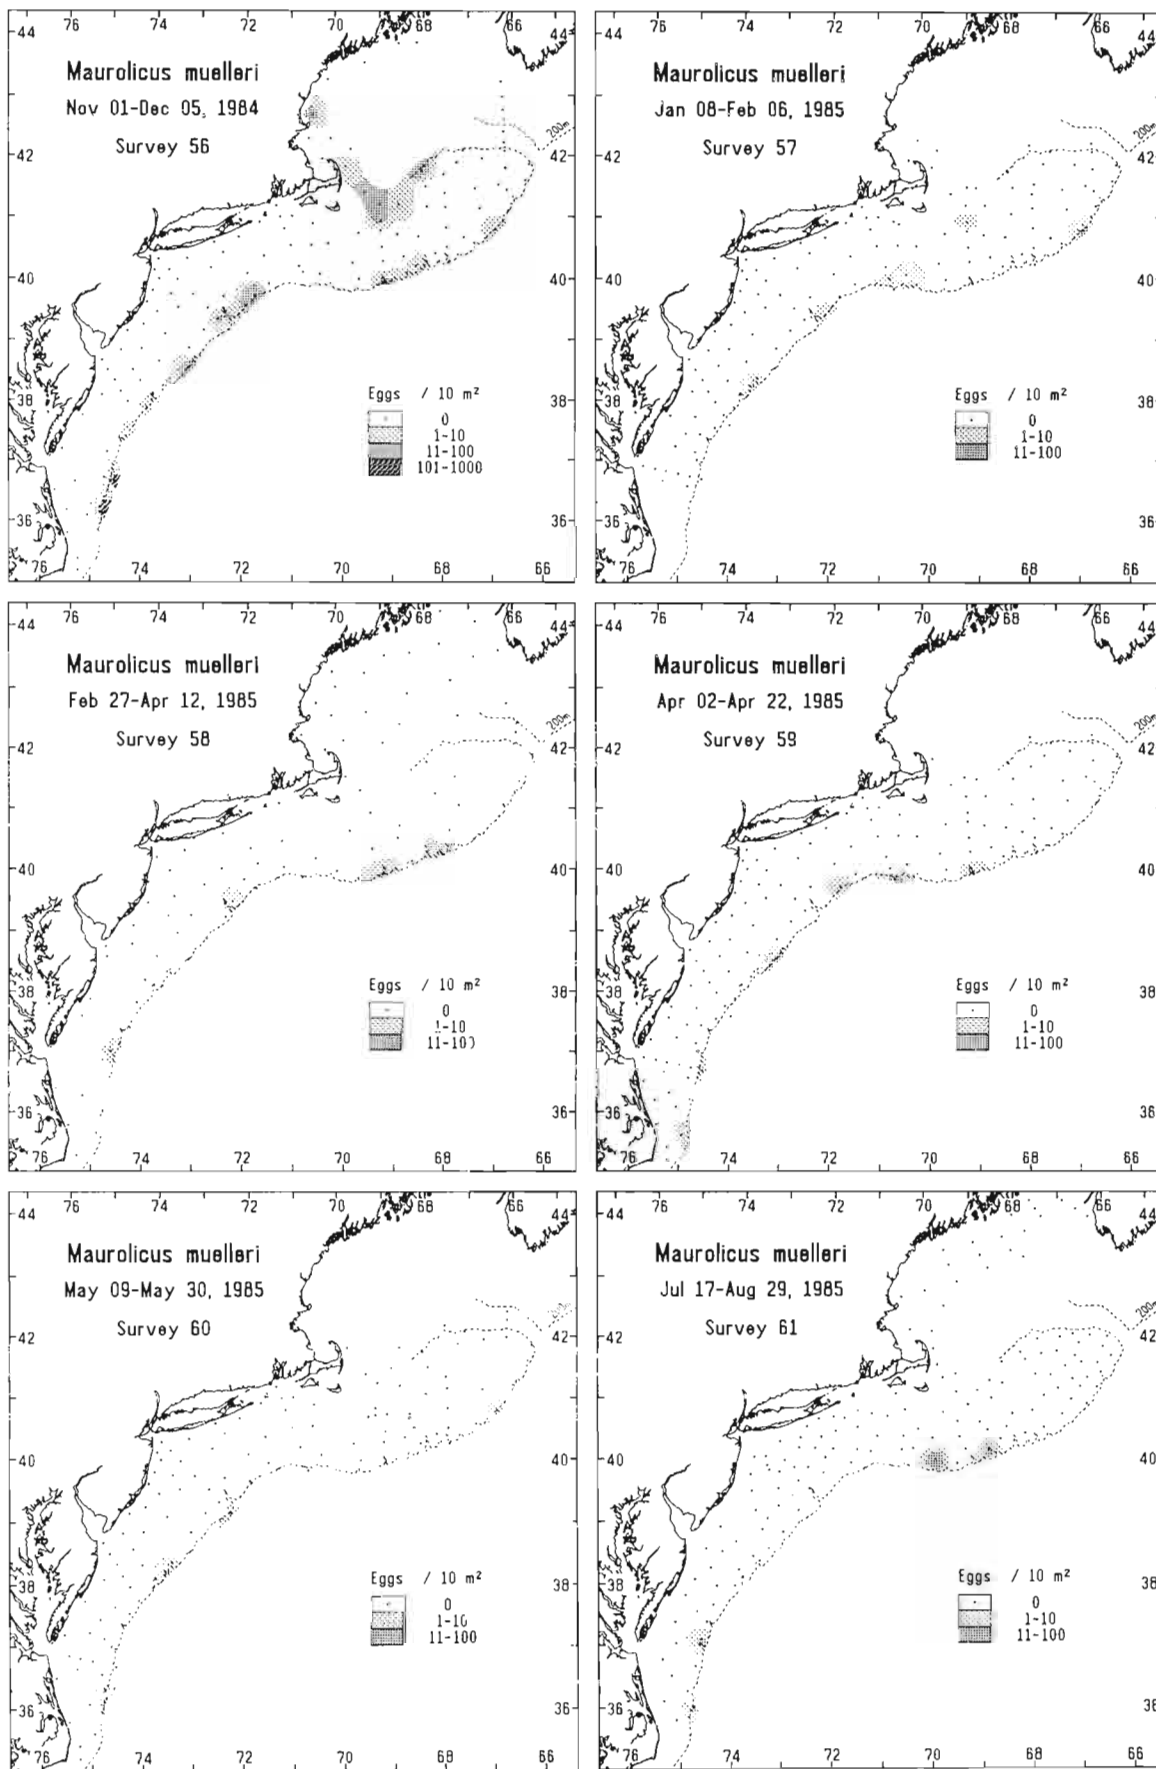 44 76 74 72 70 68
Maurolicus muelleri
Nov 01-Dec 05, 1984
Survey 56
200m
42 42
40 40
Eggs / 10 m²
0
1-10
11-100
101-1000
38 38
36 36
76 74 72 70 68 66
44 76 74 72 70 68 44
Maurolicus muelleri
Jan 08-Feb 06, 1985
Survey 57
200m
42 42
40 40
Eggs / 10 m²
0
1-10
11-100
38 38
36 36
76 74 72 70 68 66
44 76 74 72 70 68
Maurolicus muelleri
Feb 27-Apr 12, 1985
Survey 58
200m
42 42
40 40
Eggs / 10 m²
0
1-10
11-100
38 38
36 36
76 74 72 70 68 66
44 76 74 72 70 68 44
Maurolicus muelleri
Apr 02-Apr 22, 1985
Survey 59
200m
42 42
40 40
Eggs / 10 m²
0
1-10
11-100
38 38
36 36
76 74 72 70 68 66
44 76 74 72 70 68
Maurolicus muelleri
May 09-May 30, 1985
Survey 60
42 42
40 40
Eggs / 10 m²
0
1-10
11-100
38 38
36 36
76 74 72 70 68 66
44 76 74 72 70 68 44
Maurolicus muelleri
Jul 17-Aug 29, 1985
Survey 61
200m
42 42
40 40
Eggs / 10 m²
0
1-10
11-100
38 38
36 36
76 74 72 70 68 66